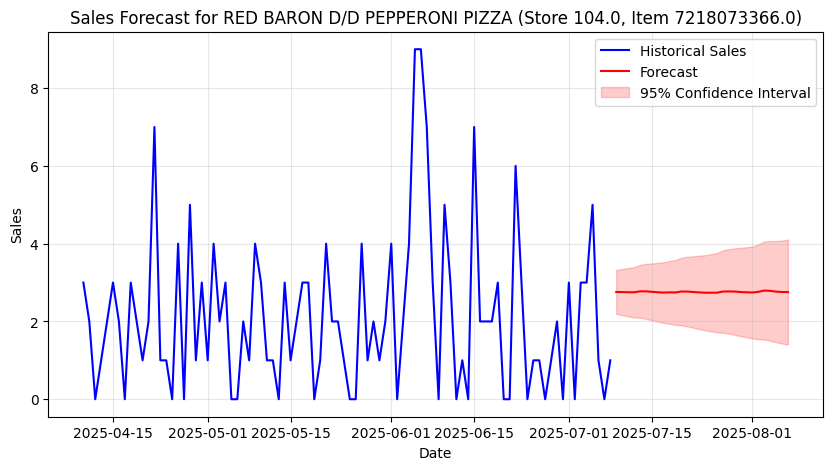 Sales Forecast for RED BARON D/D PEPPERONI PIZZA (Store 104.0, Item 7218073366.0)
Historical Sales
Forecast
95% Confidence Interval
Sales
8
6
4
2
0
2025-04-15
2025-05-01
2025-05-15
2025-06-01
2025-06-15
2025-07-01
2025-07-15
2025-08-01
Date